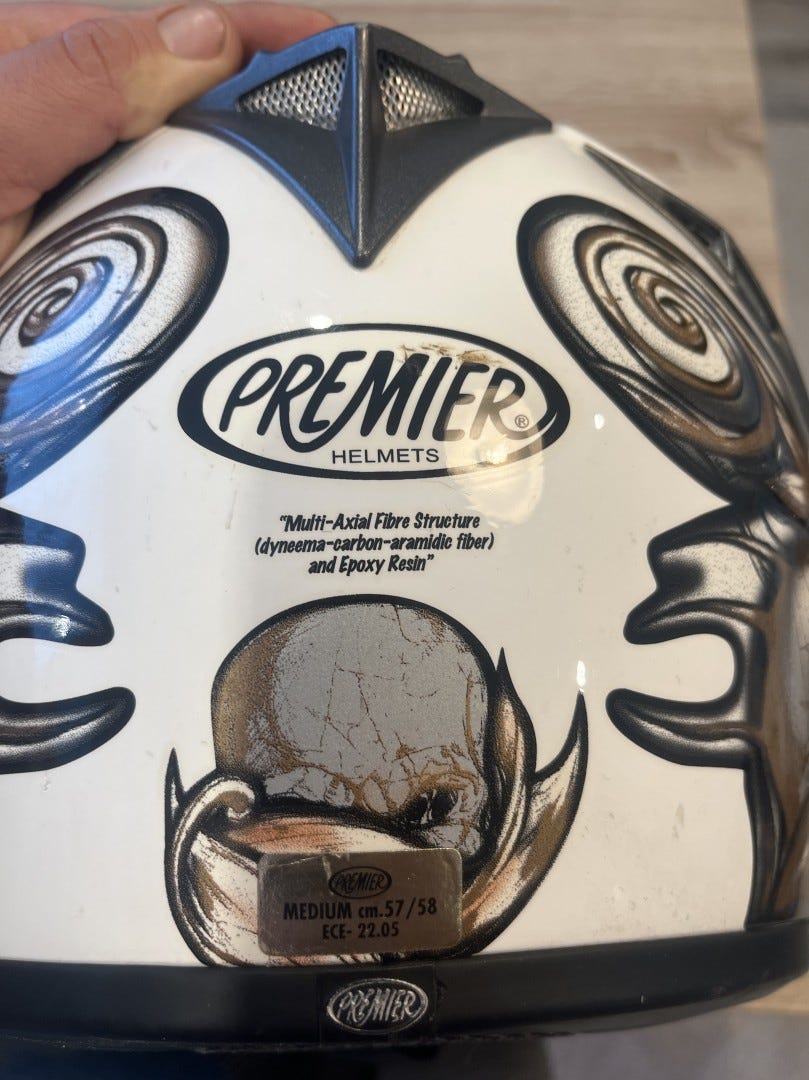 PREMIER®
HELMETS
"Multi-Axial Fibre Structure
(dyneema-carbon-aramidic fiber)
and Epoxy Resin"
PREMIER
MEDIUM cm.57/58
ECE- 22.05
PREMIER